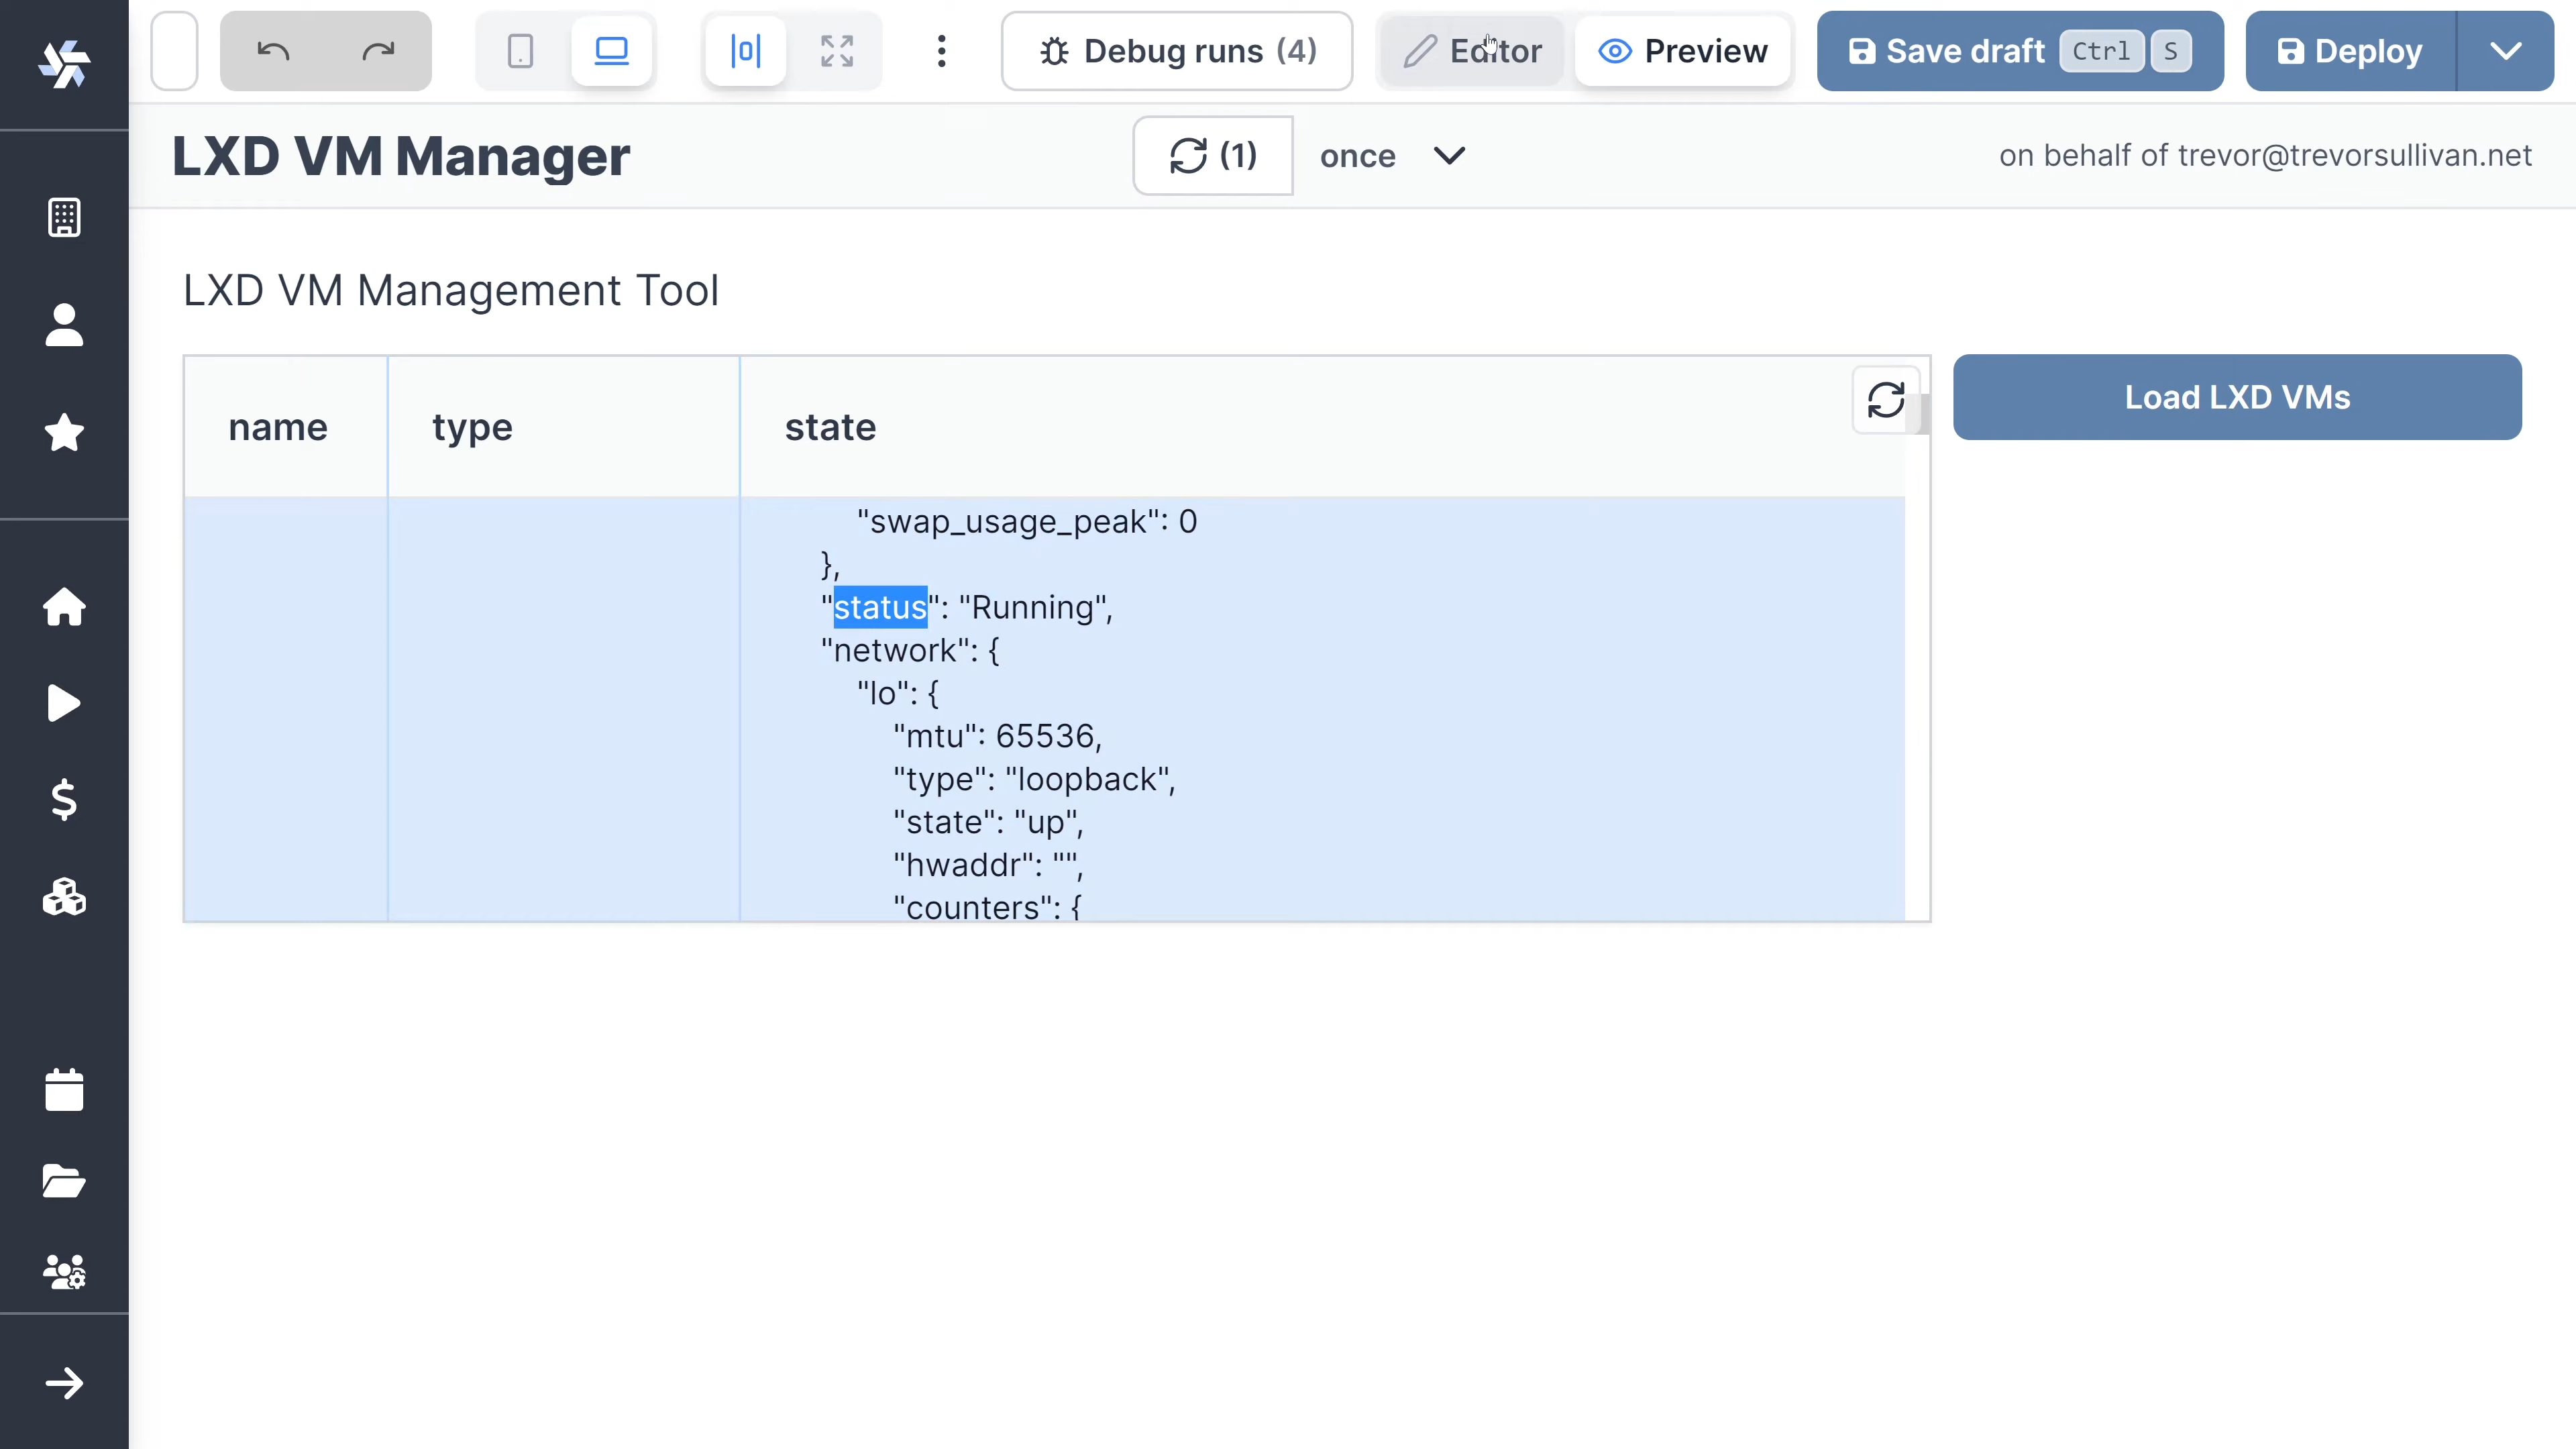 Debug runs (4)
Editor
Preview
Save draft Ctrl S
Deploy
LXD VM Manager
(1)
once
on behalf of trevor@trevorsullivan.net
LXD VM Management Tool
name
type
state
Load LXD VMs
"swap_usage_peak": 0
},
"status": "Running",
"network": {
"lo": {
"mtu": 65536,
"type": "loopback",
"state": "up",
"hwaddr": "",
"counters": {